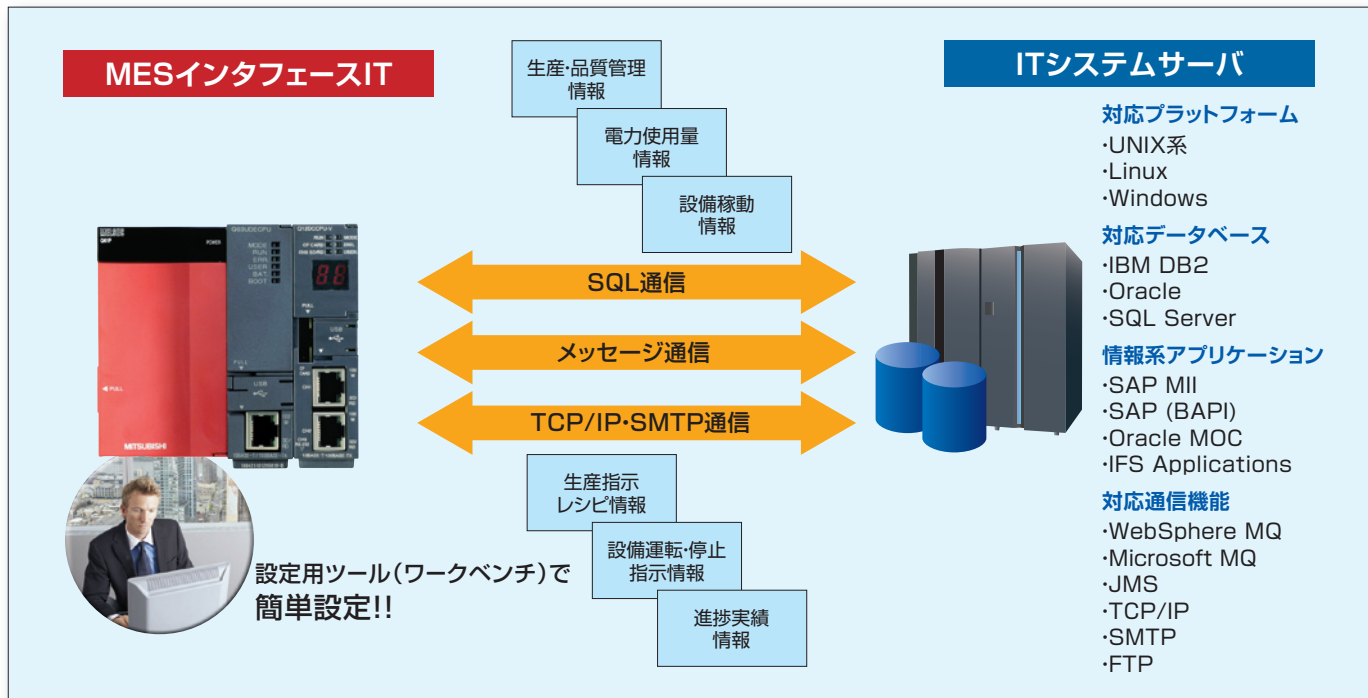 MESインタフェースIT
生産・品質管理
情報
電力使用量
情報
設備稼動
情報
ITシステムサーバ
対応プラットフォーム
・UNIX系
・Linux
・Windows
対応データベース
・IBM DB2
・Oracle
・SQL Server
情報系アプリケーション
・SAP MII
・SAP (BAPI)
・Oracle MOC
・IFS Applications
対応通信機能
・WebSphere MQ
・Microsoft MQ
・JMS
・TCP/IP
・SMTP
・FTP
POWER
MODE
RUN
ERR.
USER
BAT.
BOOT
PULL
USB
PULL
USB
PULL
MITSUBISHI
SQL通信
メッセージ通信
TCP/IP・SMTP通信
生産指示
レシピ情報
設備運転・停止
指示情報
進捗実績
情報
設定用ツール(ワークベンチ)で
簡単設定!!